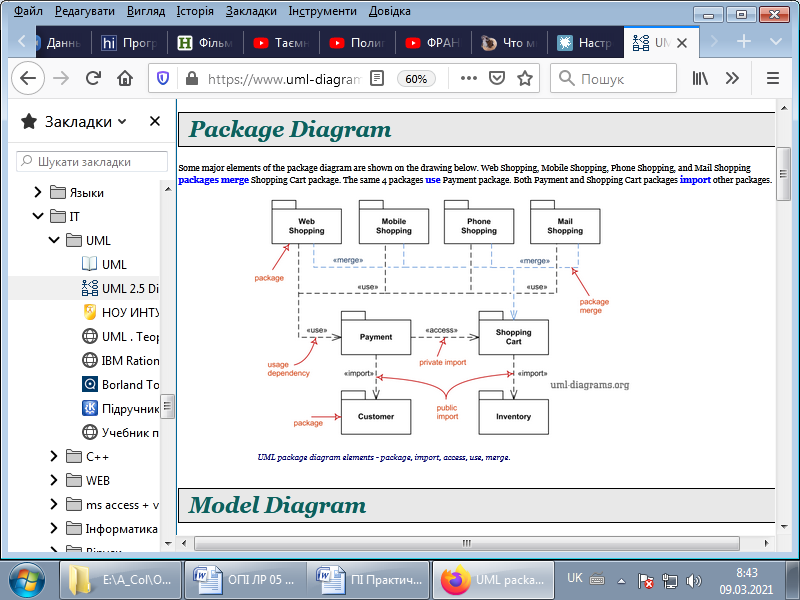 Файл Редагувати Вигляд Історія Закладки Інструменти Довідка
Даннь Прогр Фільм Таємн Полиг ФРАН Что м Настр UM
https://www.uml-diagram 60% Пошук
Закладки
Шукати закладки
Языки
IT
UML
UML
UML 2.5 Di
НОУ ИНТУ
UML . Теор
IBM Ration
Borland To
Підручник
Учебник п
C++
WEB
ms access + v
Інформатика
Package Diagram
Some major elements of the package diagram are shown on the drawing below. Web Shopping, Mobile Shopping, Phone Shopping, and Mail Shopping
packages merge Shopping Cart package. The same 4 packages use Payment package. Both Payment and Shopping Cart packages import other packages.
Web Shopping
Mobile Shopping
Phone Shopping
Mail Shopping
«merge» «merge»
package
«use» «use»
package merge
«use» Payment «access» Shopping Cart
usage dependency
private import
«import» «import»
uml-diagrams.org
public import
package Customer Inventory
UML package diagram elements - package, import, access, use, merge.
Model Diagram
E:\A_Col\O... ОПІ ЛР 05 ... ПІ Практич... UML packa...
UK
8:43
09.03.2021